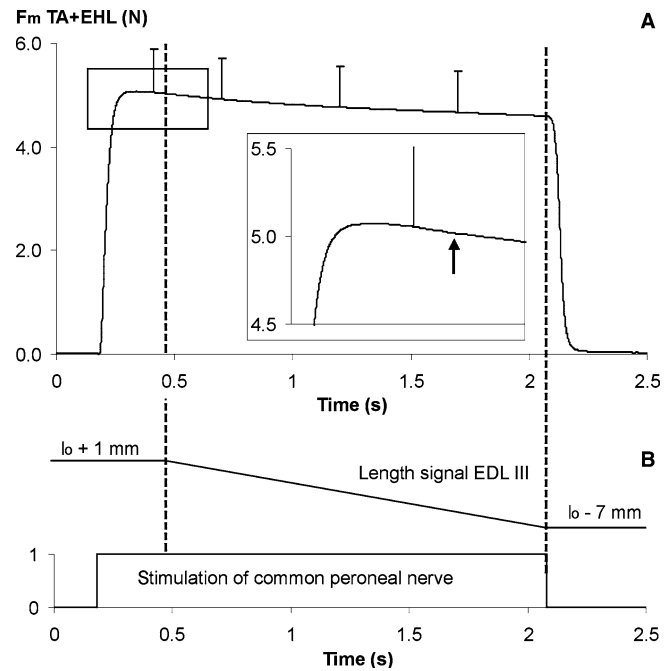 Fm TA+EHL (N)
A
6.0
4.0
2.0
0.0
5.5
5.0
4.5
0
0.5
1
1.5
2
2.5
Time (s)
B
lo + 1 mm
Length signal EDL III
lo - 7 mm
1
Stimulation of common peroneal nerve
0
0
0.5
1
1.5
2
2.5
Time (s)